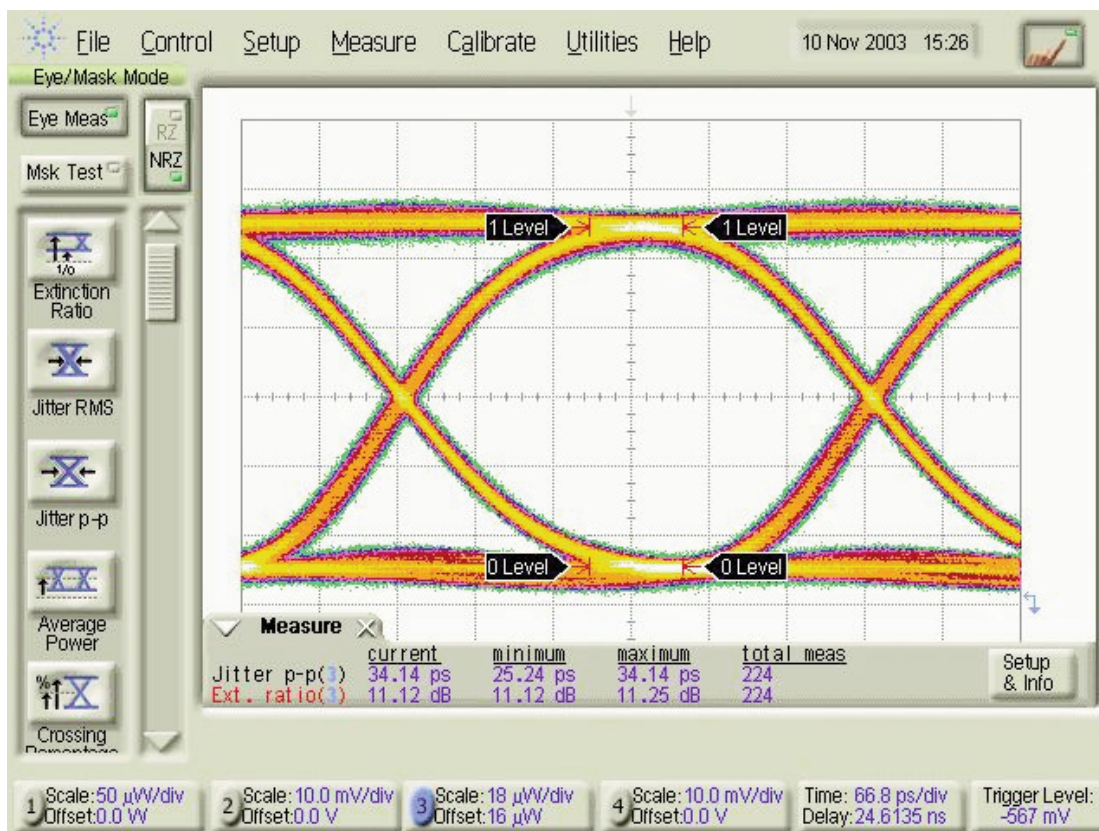 File Control Setup Measure Calibrate Utilities Help 10 Nov 2003 15:26
Eye/Mask Mode
Eye Meas
RZ
NRZ
Msk Test
1/0
Extinction
Ratio
Jitter RMS
Jitter p-p
Average
Power
%
Crossing
Percentage
1 Level
1 Level
0 Level
0 Level
Measure
current minimum maximum total meas
Jitter p-p(3) 34.14 ps 25.24 ps 34.14 ps 224
Ext. ratio(3) 11.12 dB 11.12 dB 11.25 dB 224
Setup
& Info
1 Scale:50 µW/div
Offset:0.0 W
2 Scale:10.0 mV/div
Offset:0.0 V
3 Scale:18 µW/div
Offset:16 µW
4 Scale:10.0 mV/div
Offset:0.0 V
Time: 66.8 ps/div
Delay:24.6135 ns
Trigger Level:
-567 mV